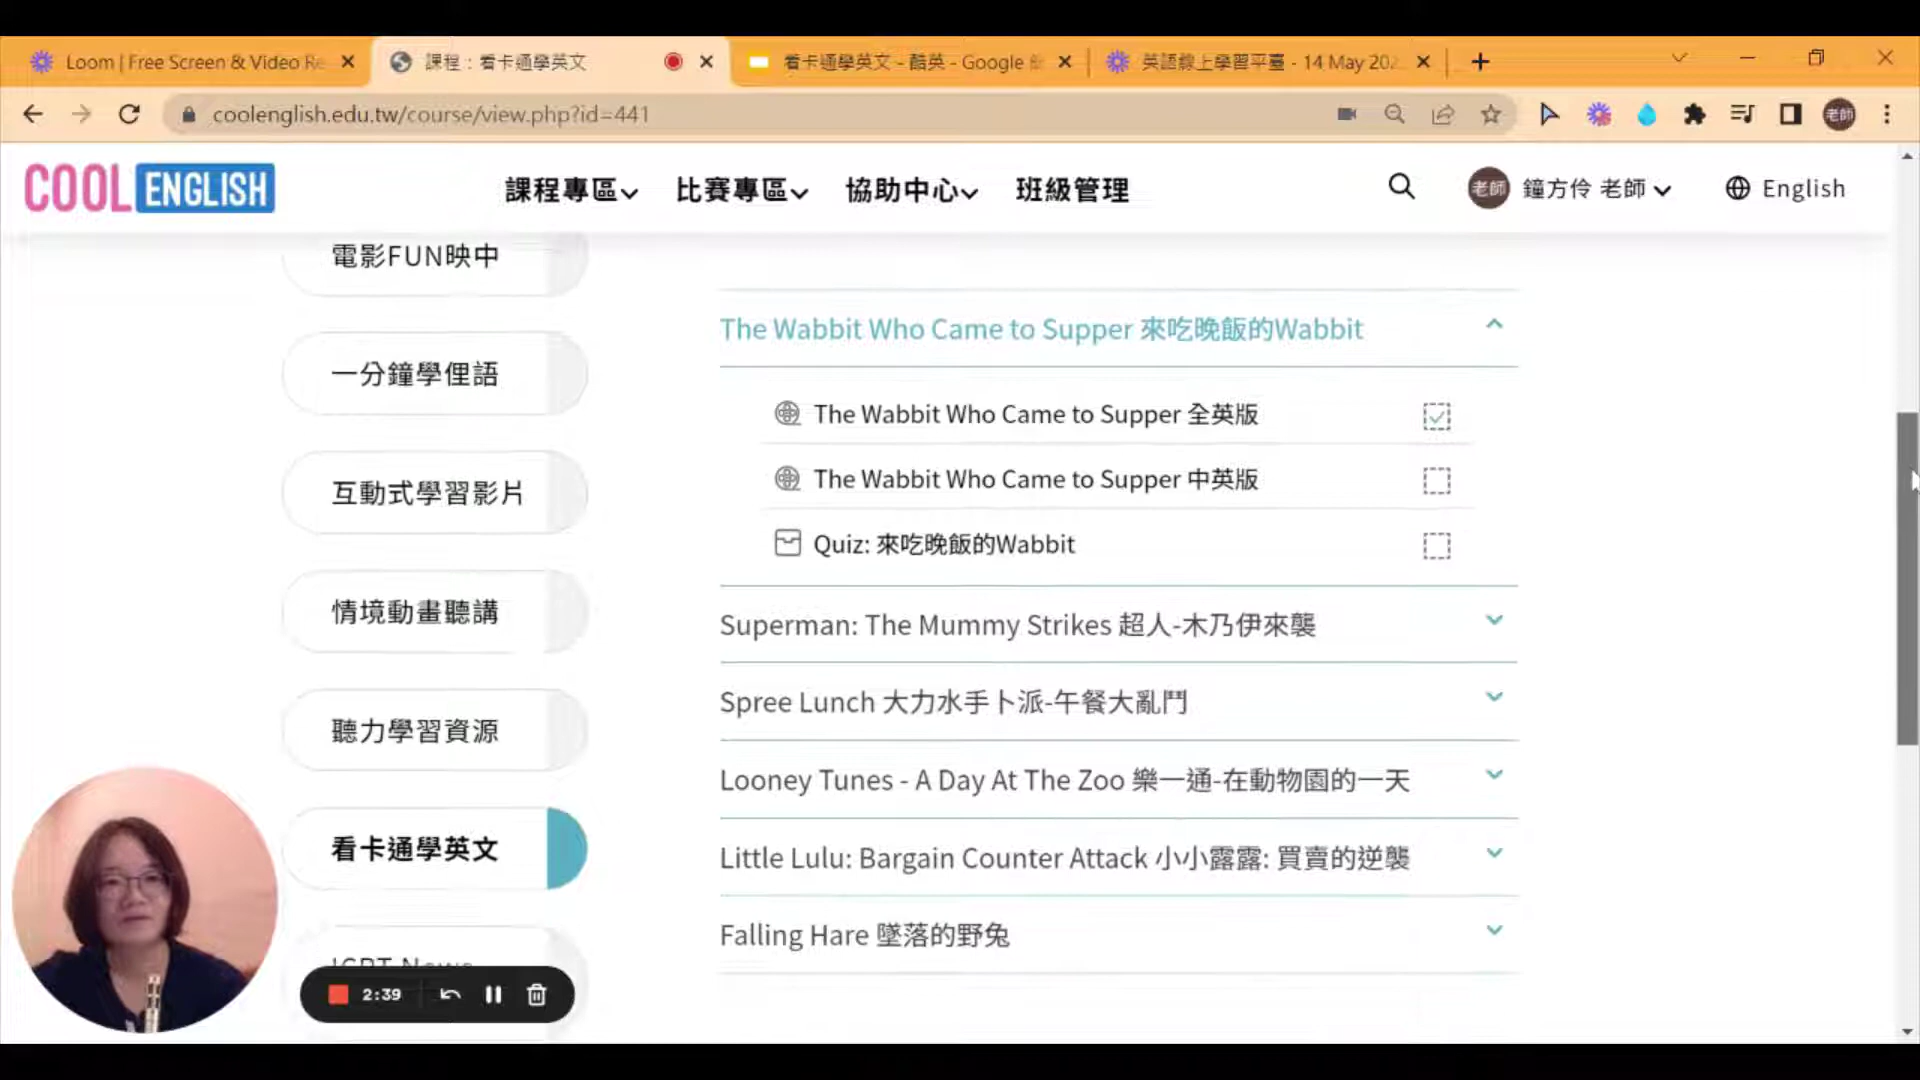 Loom | Free Screen & Video Re
課程：看卡通學英文
看卡通學英文 - 酷英 - Google
英語線上學習平臺 - 14 May 202
coolenglish.edu.tw/course/view.php?id=441
老師
COOL ENGLISH
課程專區
比賽專區
協助中心
班級管理
老師
鐘方伶 老師
English
電影FUN映中
一分鐘學俚語
互動式學習影片
情境動畫聽講
聽力學習資源
看卡通學英文
ICRT News
The Wabbit Who Came to Supper 來吃晚飯的Wabbit
The Wabbit Who Came to Supper 全英版
The Wabbit Who Came to Supper 中英版
Quiz: 來吃晚飯的Wabbit
Superman: The Mummy Strikes 超人-木乃伊來襲
Spree Lunch 大力水手卜派-午餐大亂鬥
Looney Tunes - A Day At The Zoo 樂一通-在動物園的一天
Little Lulu: Bargain Counter Attack 小小露露: 買賣的逆襲
Falling Hare 墜落的野兔
2:39